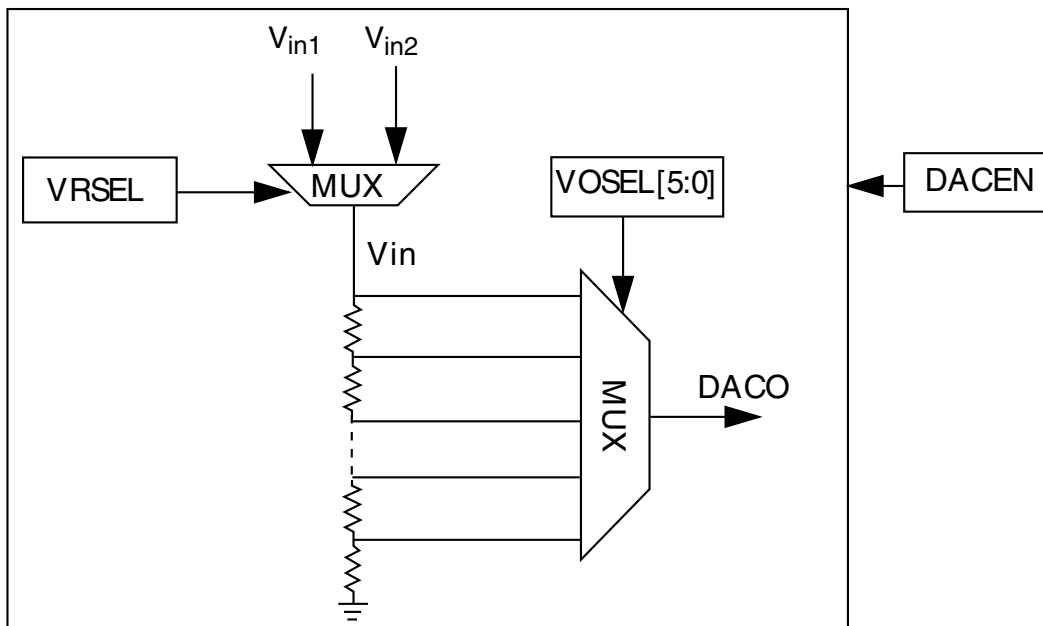 Vin1 Vin2
VRSEL
MUX
VOSEL[5:0]
DACEN
Vin
MUX
DACO